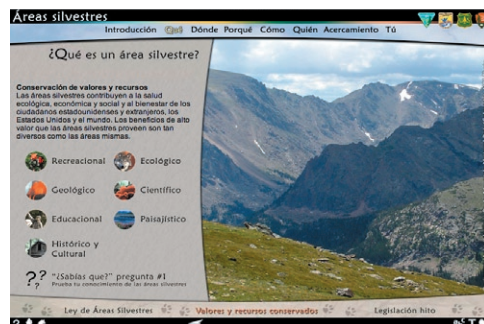 Áreas silvestres
Introducción Qué Dónde Porqué Cómo Quién Acercamiento Tú
¿Qué es un área silvestre?
Conservación de valores y recursos
Las áreas silvestres contribuyen a la salud
ecológica, económica y social y al bienestar de los
ciudadanos estadounidenses y extranjeros, los
Estados Unidos y el mundo. Los beneficios de alto
valor que las áreas silvestres proveen son tan
diversos como las áreas mismas.
Recreacional Ecológico
Geológico Científico
Educacional Paisajístico
Histórico y
Cultural
?? "¿Sabías que?" pregunta #1
Prueba tu conocimiento de las áreas silvestres
Ley de Áreas Silvestres Valores y recursos conservados Legislación hito